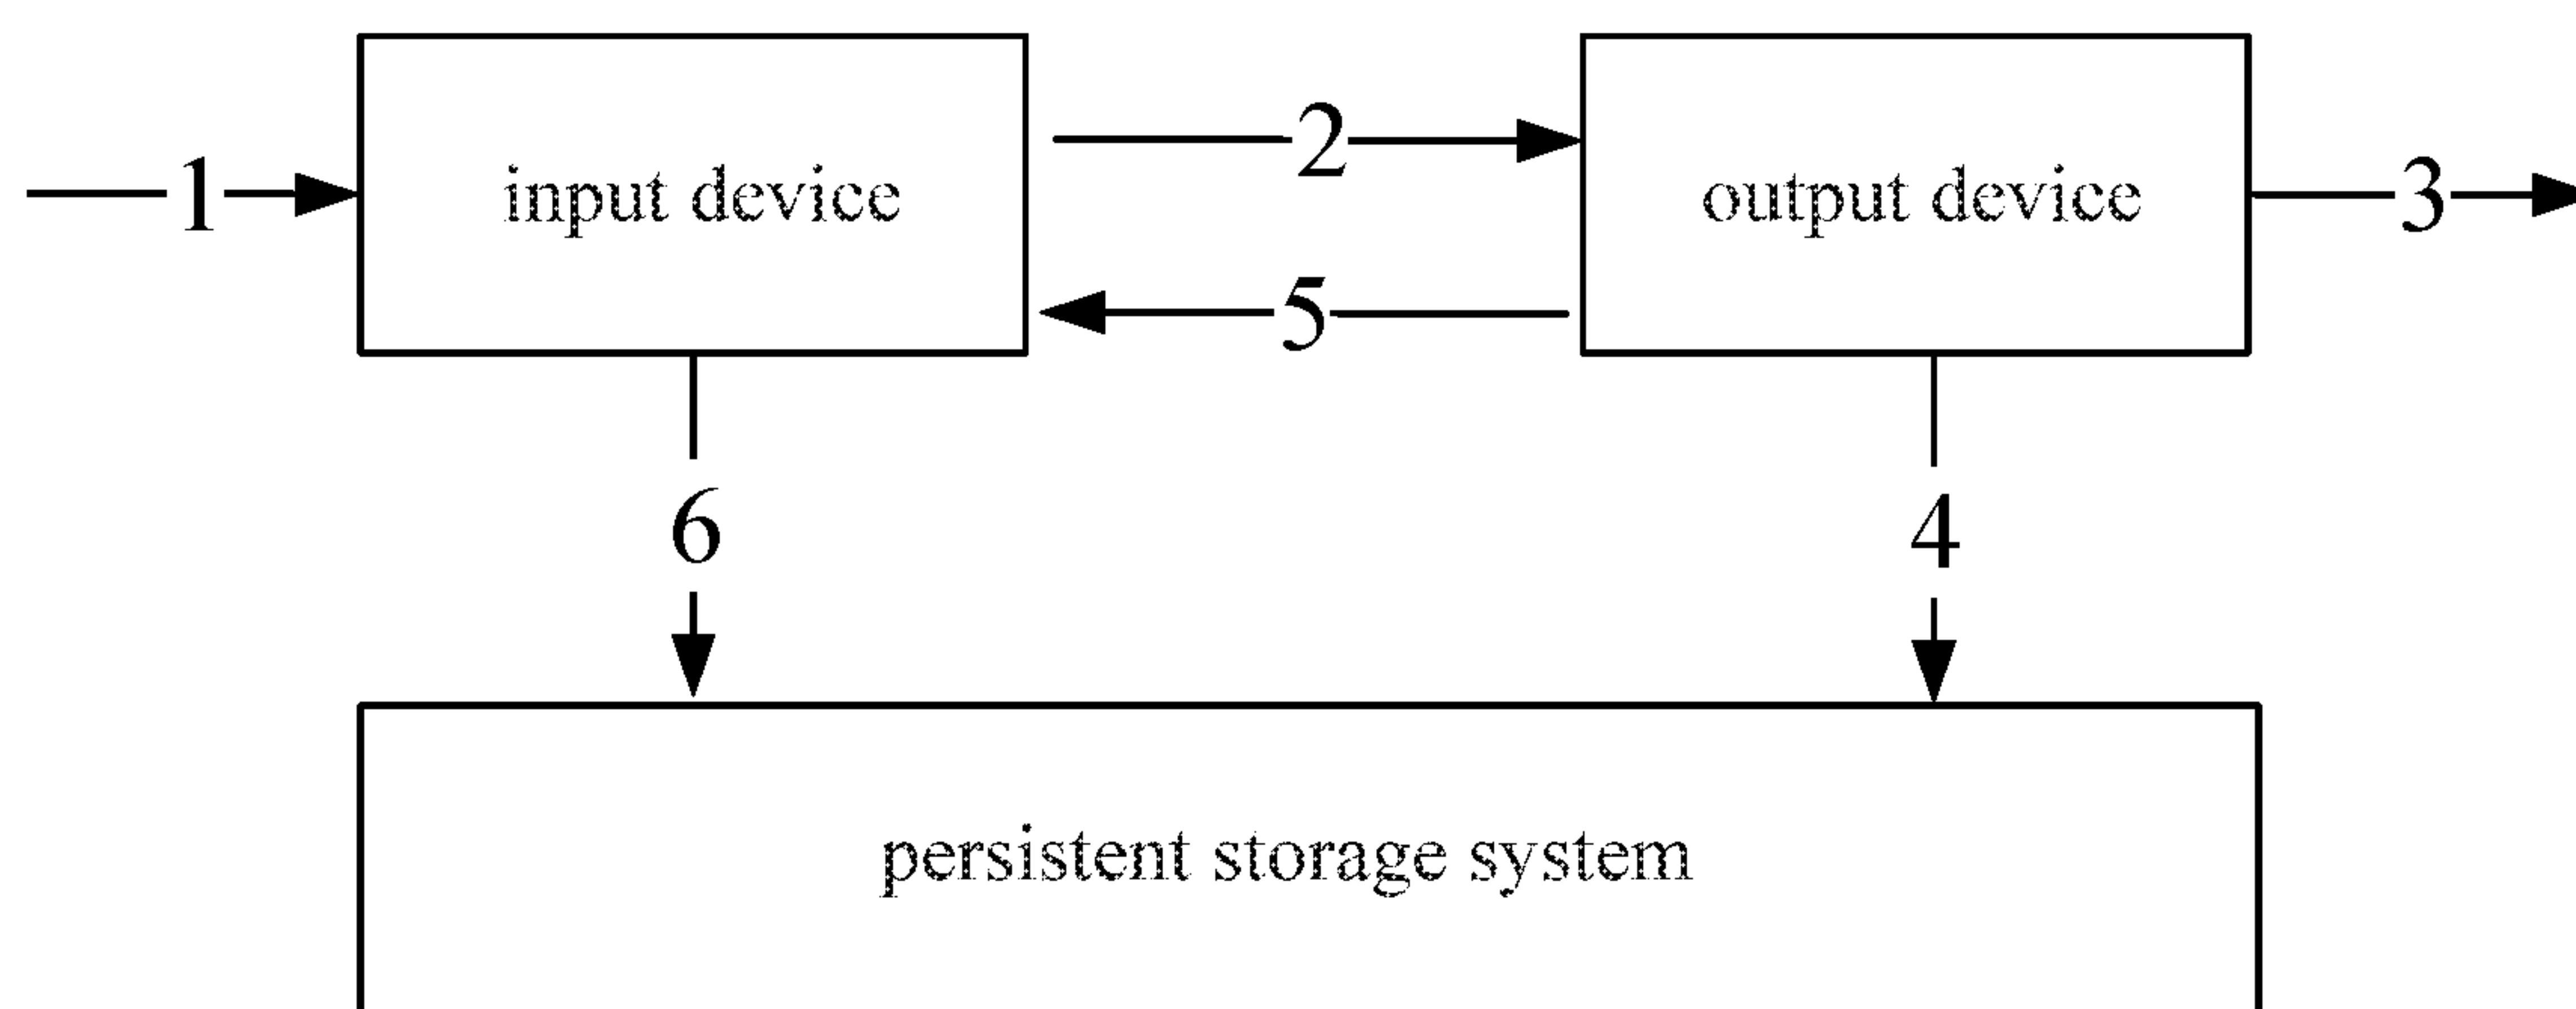 2
1
input device
output device
3
5
6
4
persistent storage system